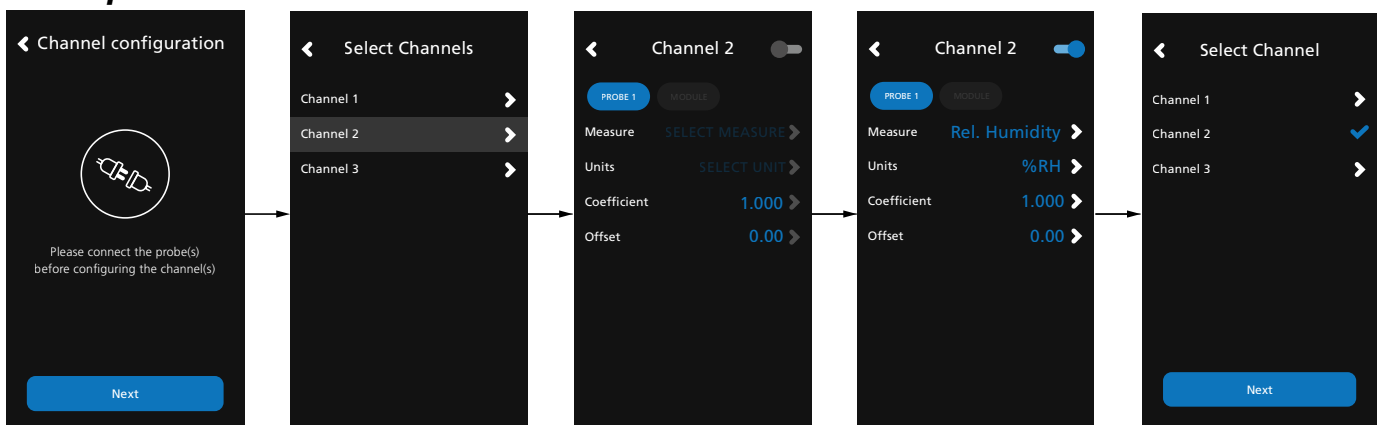 Channel configuration
Please connect the probe(s)
before configuring the channel(s)
Next
Select Channels
Channel 1
Channel 2
Channel 3
Channel 2
PROBE 1 MODULE
Measure SELECT MEASURE
Units SELECT UNIT
Coefficient 1.000
Offset 0.00
Channel 2
PROBE 1 MODULE
Measure Rel. Humidity
Units %RH
Coefficient 1.000
Offset 0.00
Select Channel
Channel 1
Channel 2
Channel 3
Next